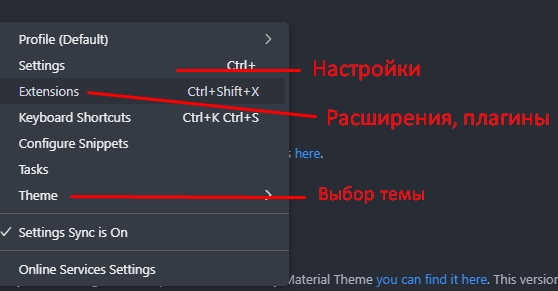 Profile (Default)
Settings Ctrl+
Настройки
Extensions Ctrl+Shift+X
Расширения, плагины
Keyboard Shortcuts Ctrl+K Ctrl+S
Configure Snippets
here.
Tasks
Theme
Выбор темы
Settings Sync is On
Online Services Settings
Material Theme you can find it here. This version